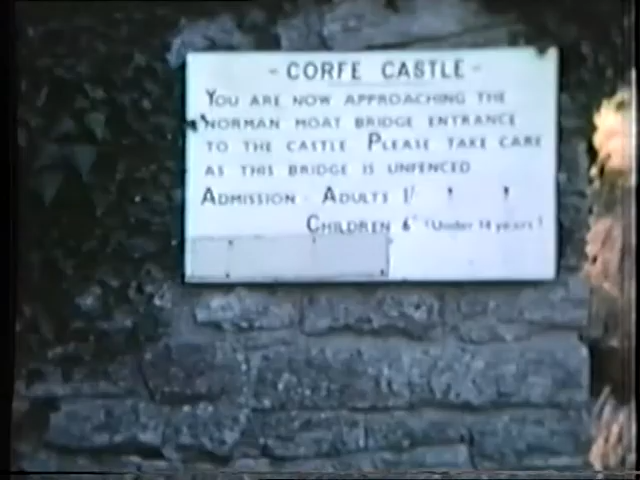 - CORFE CASTLE -
YOU ARE NOW APPROACHING THE
NORMAN MOAT BRIDGE ENTRANCE
TO THE CASTLE PLEASE TAKE CARE
AS THIS BRIDGE IS UNFENCED
ADMISSION - ADULTS 1/
CHILDREN 6ᴰ (Under 14 years)